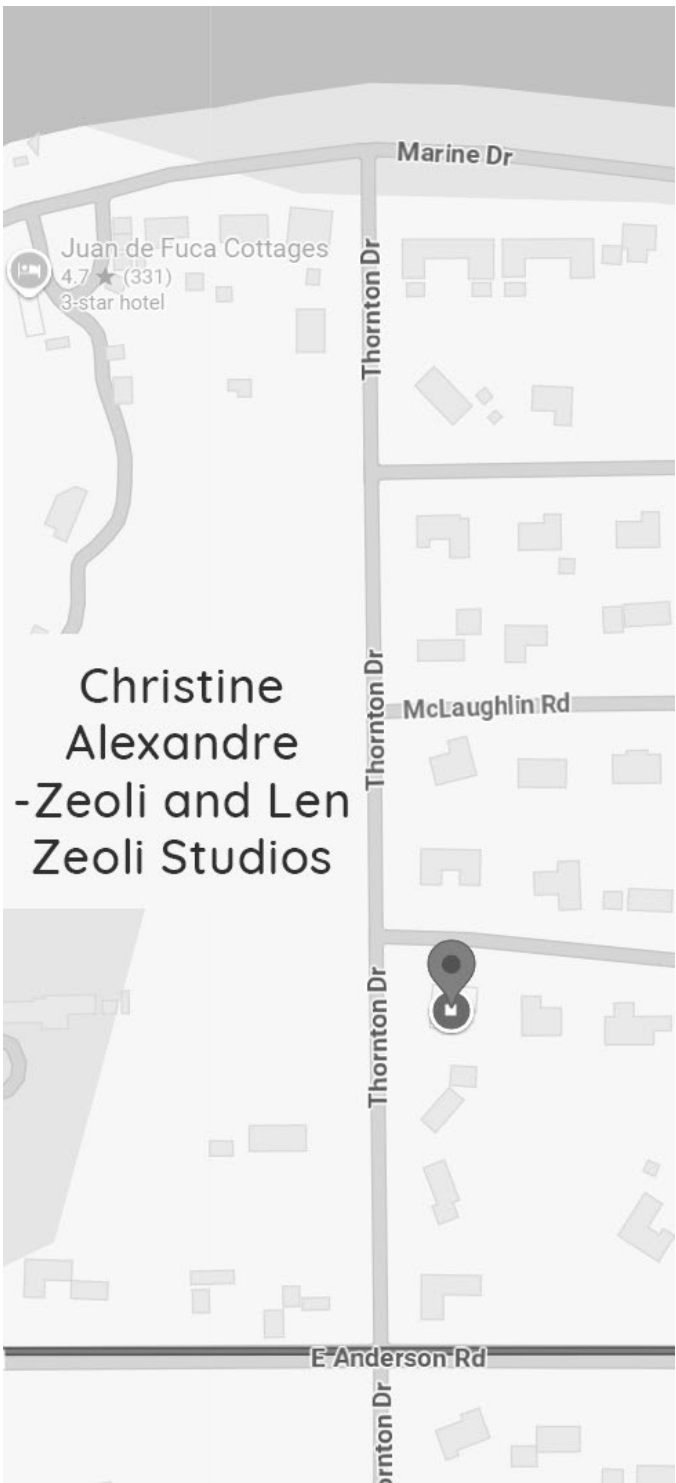 Marine Dr
Thornton Dr
Juan de Fuca Cottages
4.7 ★ (331)
3-star hotel
Thornton Dr
McLaughlin Rd
Christine
Alexandre
-Zeoli and Len
Zeoli Studios
Thornton Dr
E Anderson Rd
ornton Dr